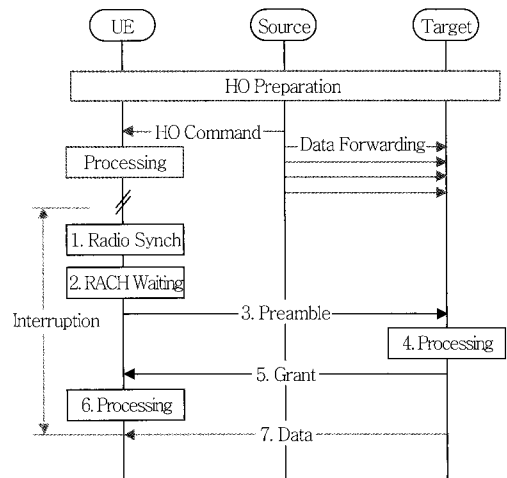 UE
Source
Target
HO Preparation
HO Command
Data Forwarding
Processing
1. Radio Synch
2. RACH Waiting
3. Preamble
Interruption
4. Processing
5. Grant
6. Processing
7. Data